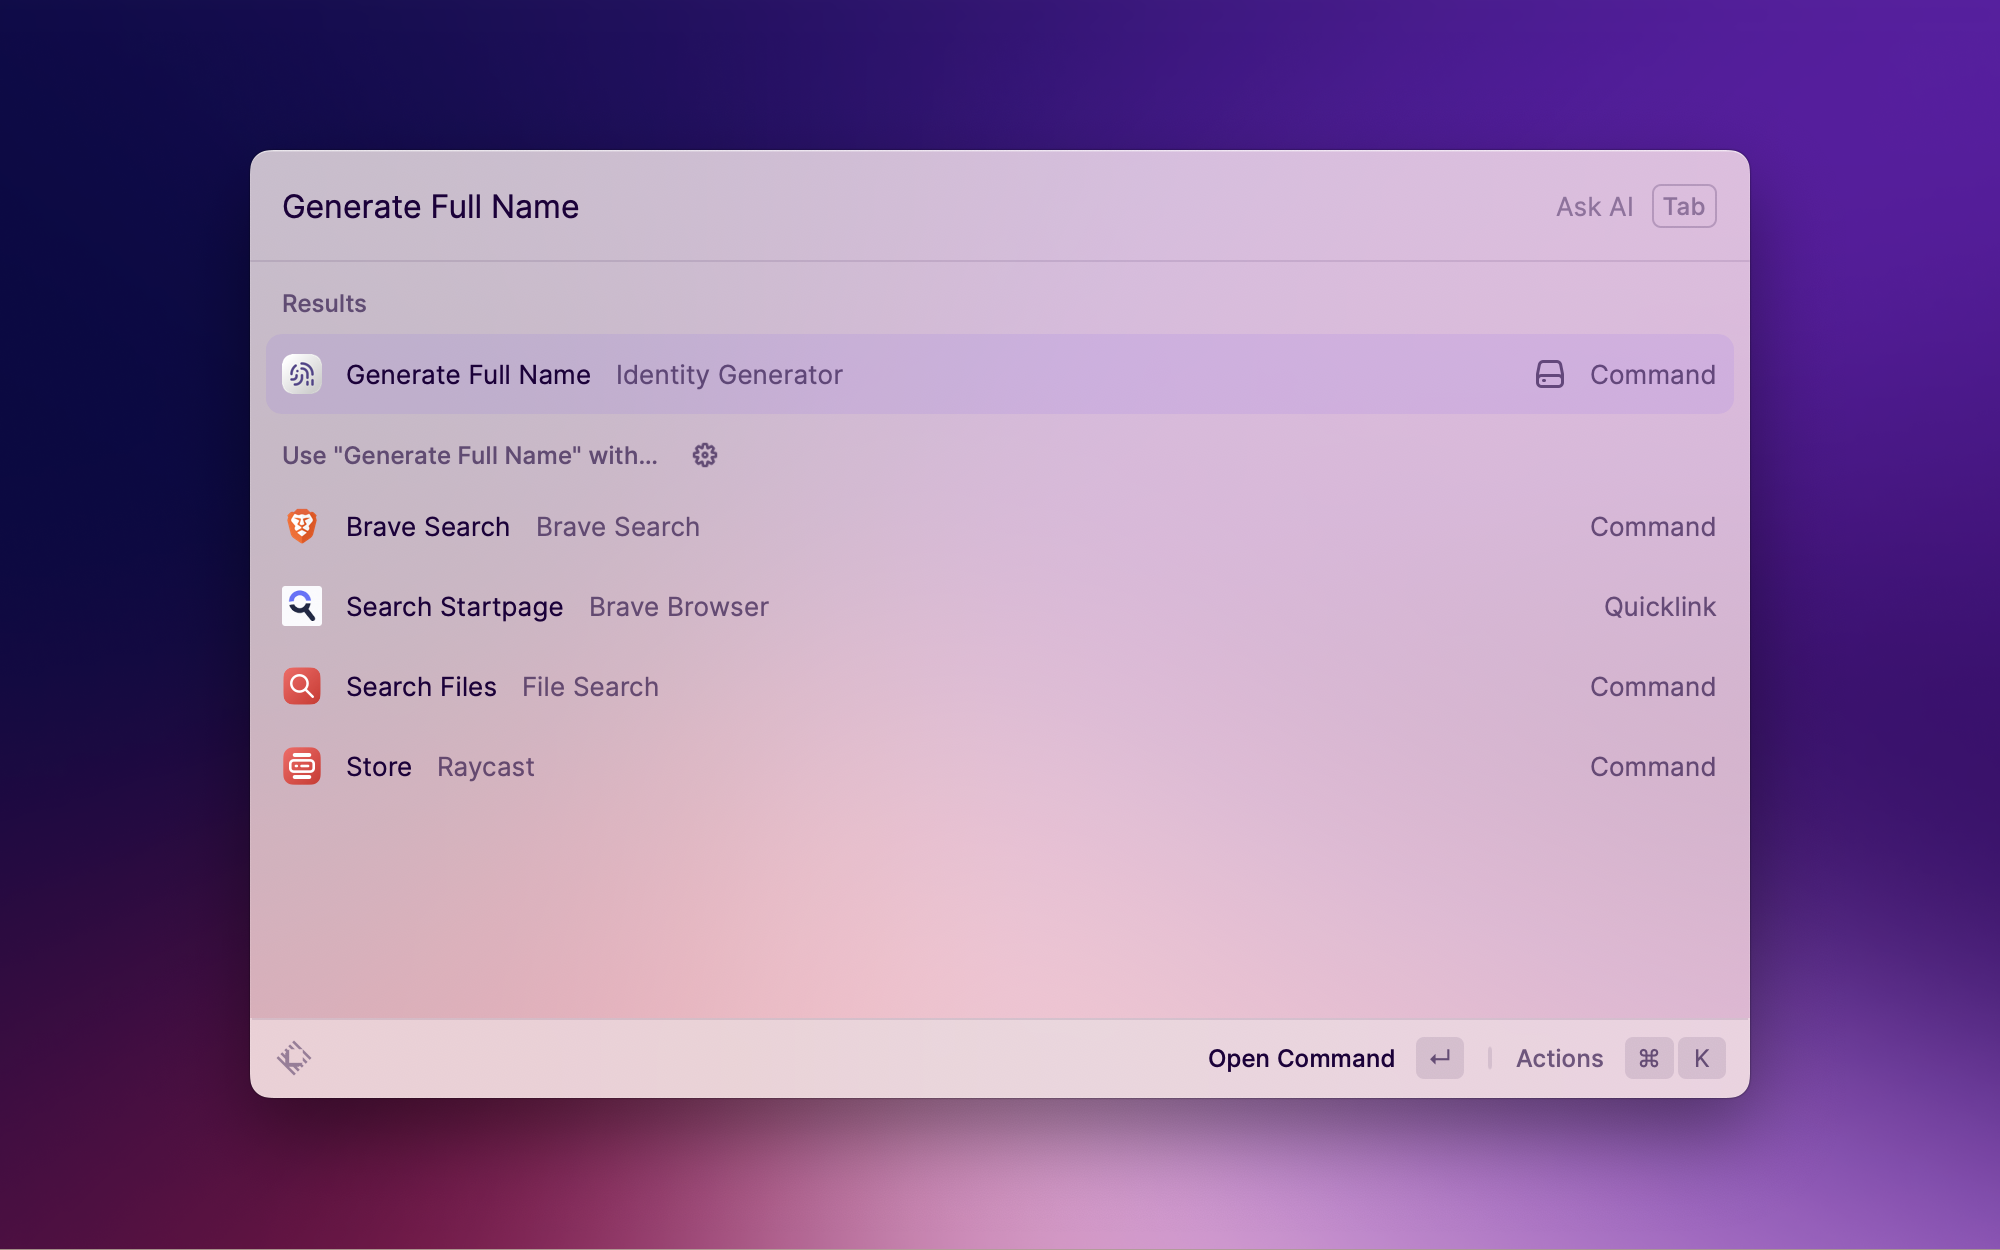 Generate Full Name Ask AI Tab
Results
Generate Full Name Identity Generator Command
Use "Generate Full Name" with...
Brave Search Brave Search Command
Search Startpage Brave Browser Quicklink
Search Files File Search Command
Store Raycast Command
Open Command ↵ Actions ⌘ K